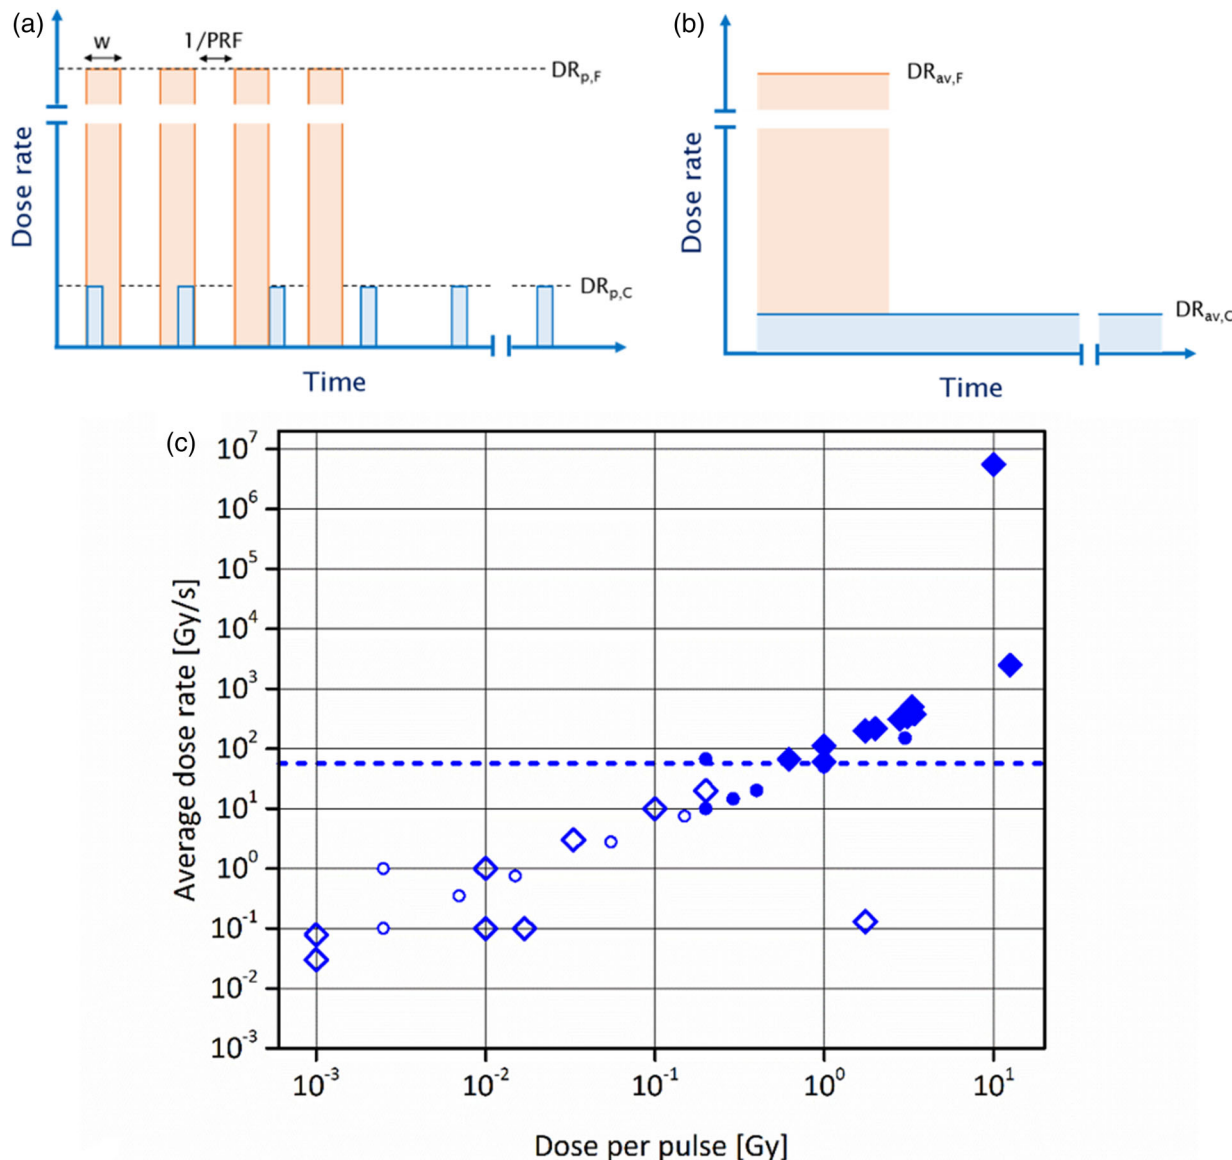 (a)
w
1/PRF
DRp,F
Dose rate
DRp,C
Time
(b)
DRav,F
Dose rate
DRav,C
Time
(c)
10^7
10^6
10^5
10^4
10^3
10^2
10^1
10^0
10^-1
10^-2
10^-3
Average dose rate [Gy/s]
10^-3 10^-2 10^-1 10^0 10^1
Dose per pulse [Gy]